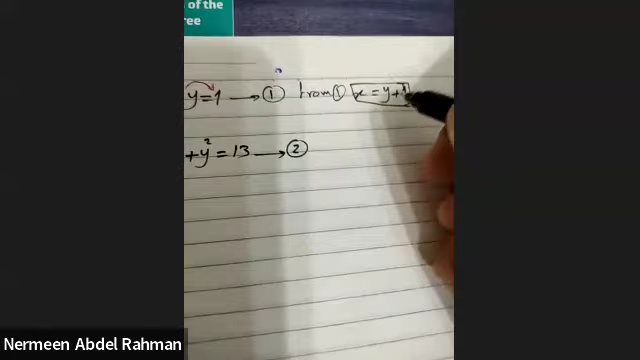 of the
ree
y=1 → ① from ① x = y+1
+y²=13 → ②
Nermeen Abdel Rahman